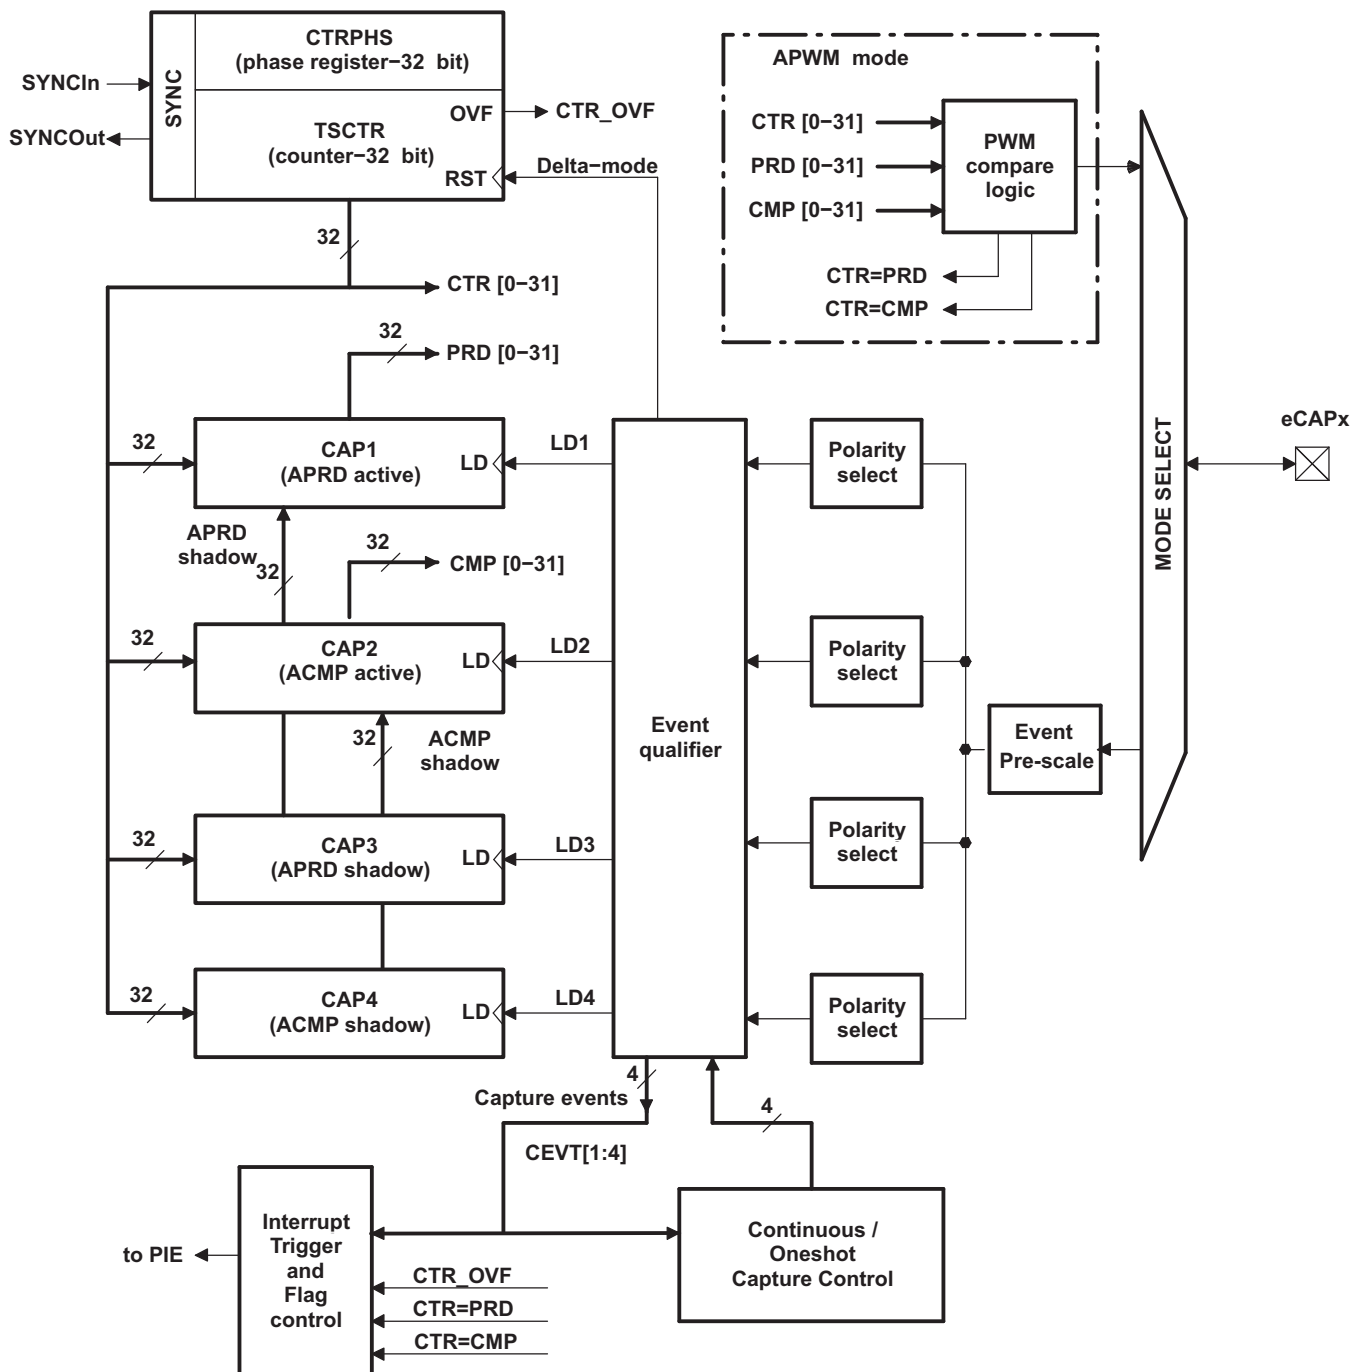 CTRPHS
(phase register−32 bit)
APWM mode
SYNCIn
SYNC
OVF
CTR_OVF
SYNCOut
TSCTR
(counter−32 bit)
RST
Delta−mode
CTR [0−31]
PRD [0−31]
CMP [0−31]
PWM
compare
logic
CTR=PRD
CTR=CMP
32
CTR [0−31]
32
PRD [0−31]
32
CAP1
(APRD active)
LD
LD1
Polarity
select
MODE SELECT
eCAPx
APRD
shadow
32
32
CMP [0−31]
32
CAP2
(ACMP active)
LD
LD2
Polarity
select
32
ACMP
shadow
Event
qualifier
Event
Pre-scale
32
CAP3
(APRD shadow)
LD
LD3
Polarity
select
32
CAP4
(ACMP shadow)
LD
LD4
Polarity
select
4
Capture events
4
CEVT[1:4]
to PIE
Interrupt
Trigger
and
Flag
control
CTR_OVF
CTR=PRD
CTR=CMP
Continuous /
Oneshot
Capture Control